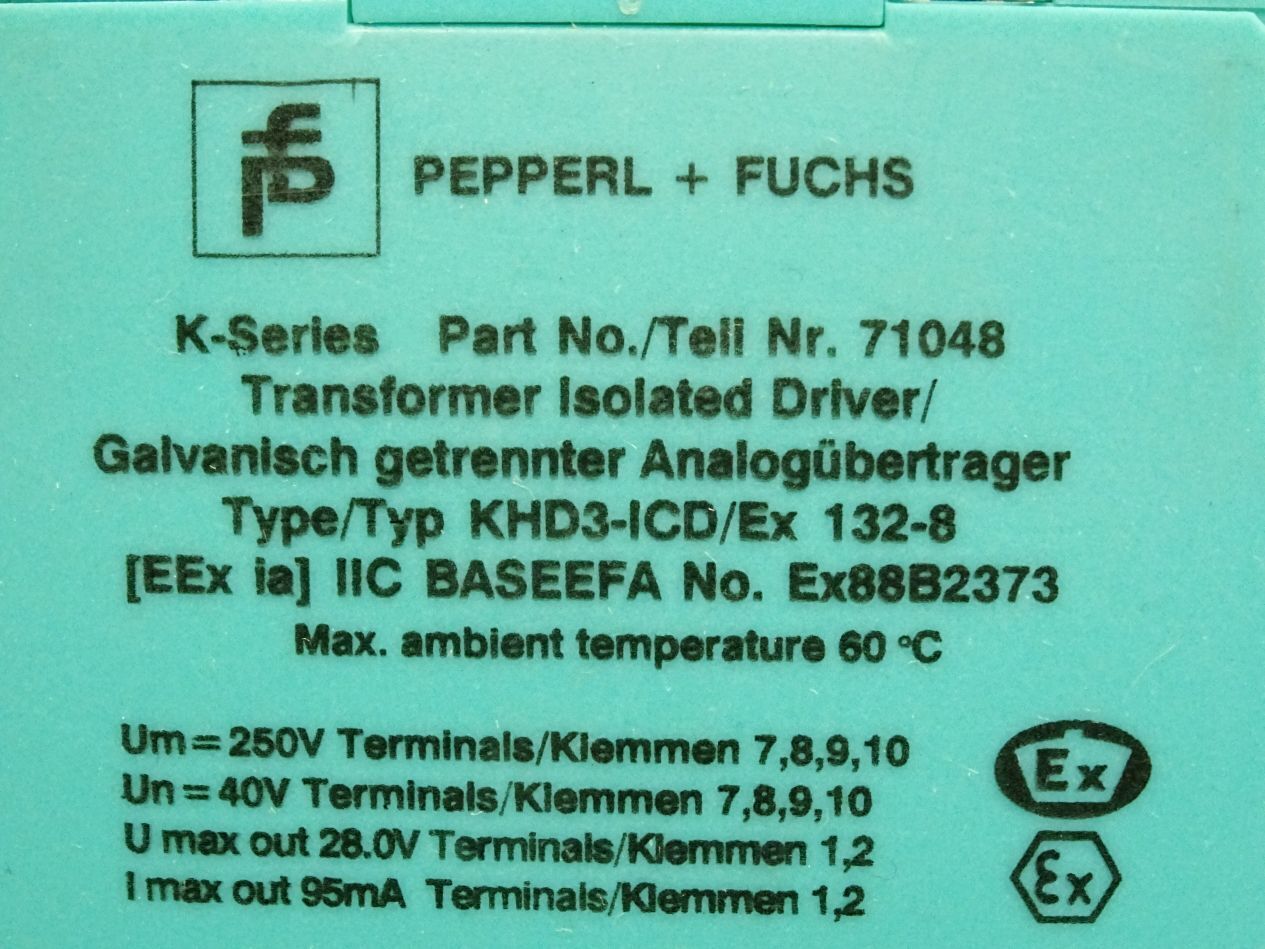 PEPPERL + FUCHS
K-Series Part No./Teil Nr. 71048
Transformer Isolated Driver/
Galvanisch getrennter Analogübertrager
Type/Typ KHD3-ICD/Ex 132-8
[EEx ia] IIC BASEEFA No. Ex88B2373
Max. ambient temperature 60 °C
Um = 250V Terminals/Klemmen 7,8,9,10
Un = 40V Terminals/Klemmen 7,8,9,10
U max out 28.0V Terminals/Klemmen 1,2
I max out 95mA Terminals/Klemmen 1,2
Ex
Ex